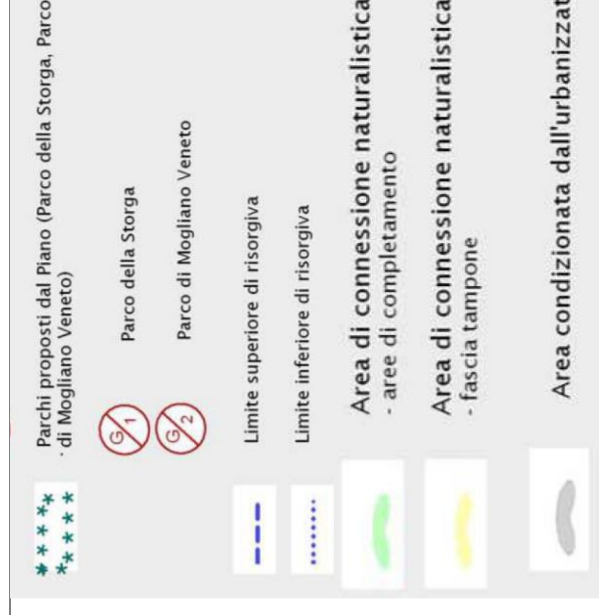 Parchi proposti dal Piano (Parco della Storga, Parco
di Mogliano Veneto)
G 1
Parco della Storga
G 2
Parco di Mogliano Veneto
Limite superiore di risorgiva
Limite inferiore di risorgiva
Area di connessione naturalistica
- aree di completamento
Area di connessione naturalistica
- fascia tampone
Area condizionata dall'urbanizzat